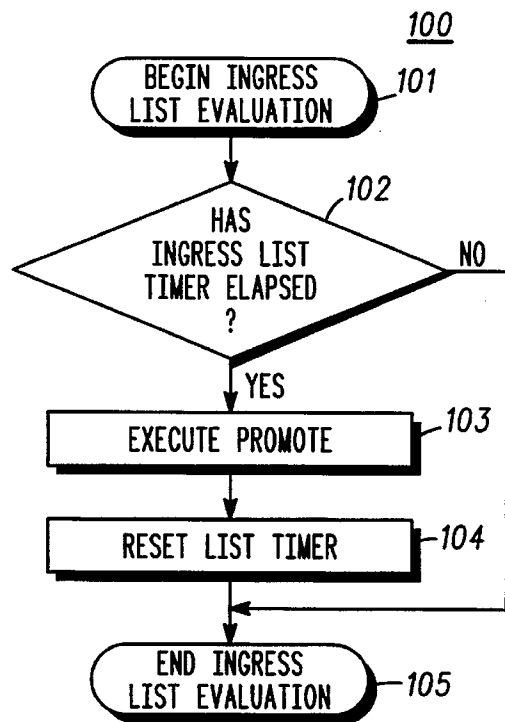 100
BEGIN INGRESS
LIST EVALUATION
101
102
HAS
INGRESS LIST
TIMER ELAPSED
?
NO
YES
EXECUTE PROMOTE
103
RESET LIST TIMER
104
END INGRESS
LIST EVALUATION
105